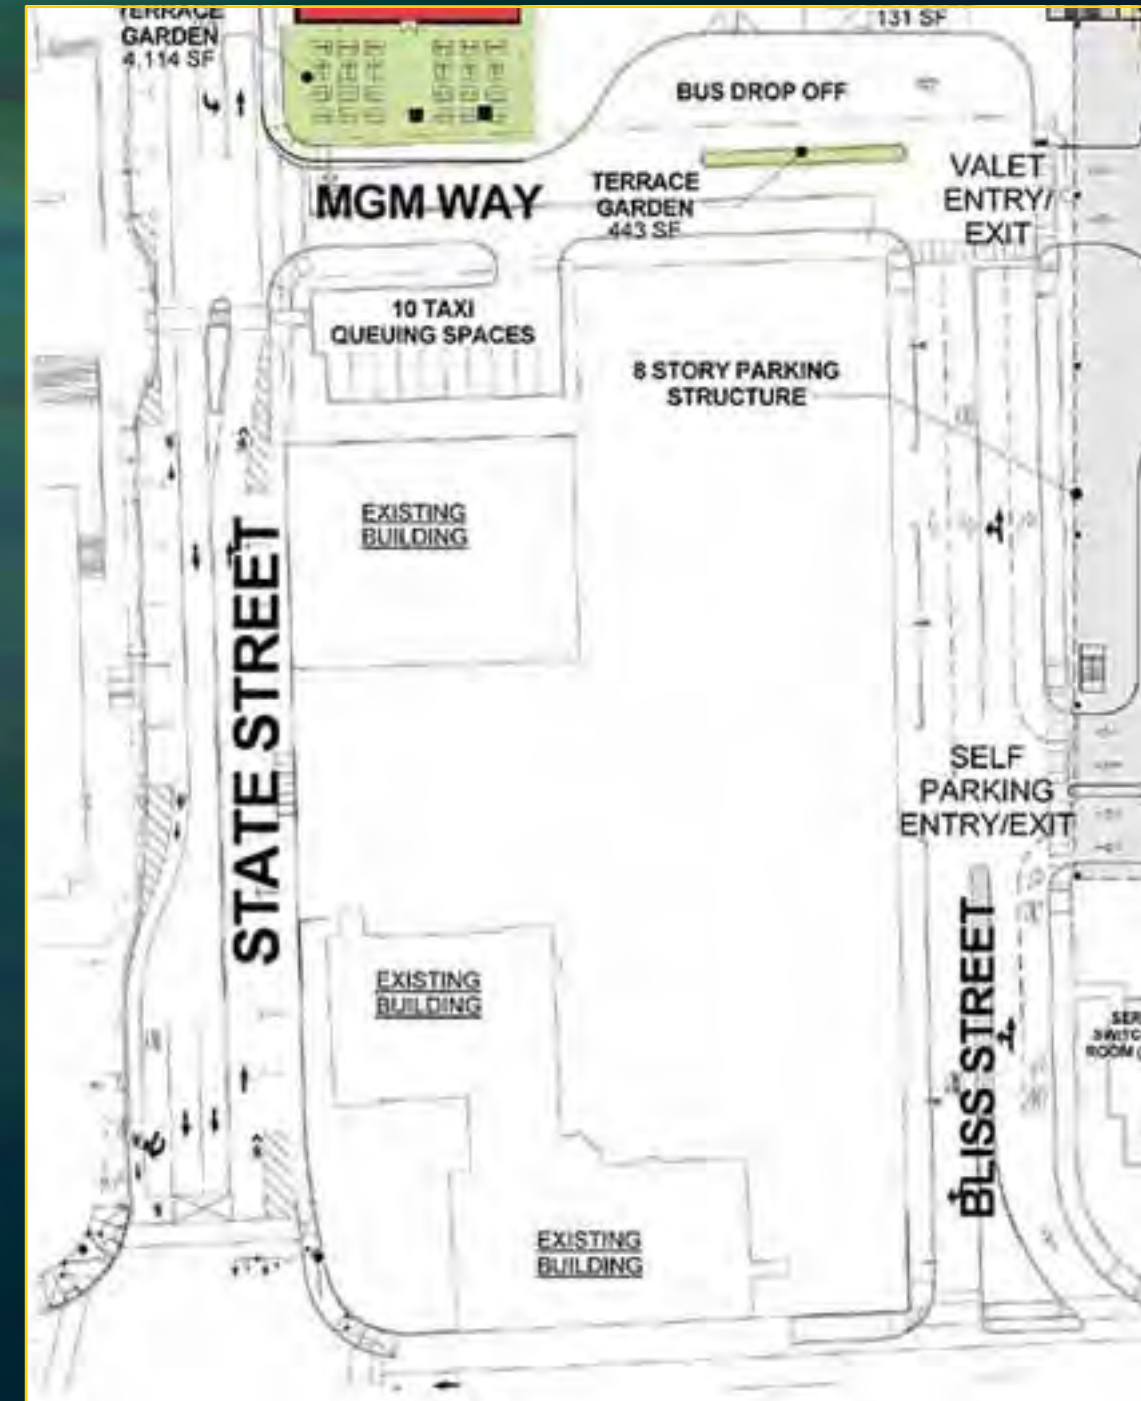 TERRACE
GARDEN
4,114 SF
131 SF
BUS DROP OFF
MGM WAY
TERRACE
GARDEN
443 SF
VALET
ENTRY/
EXIT
10 TAXI
QUEUING SPACES
8 STORY PARKING
STRUCTURE
EXISTING
BUILDING
STATE STREET
SELF
PARKING
ENTRY/EXIT
EXISTING
BUILDING
BLISS STREET
ROOM
EXISTING
BUILDING